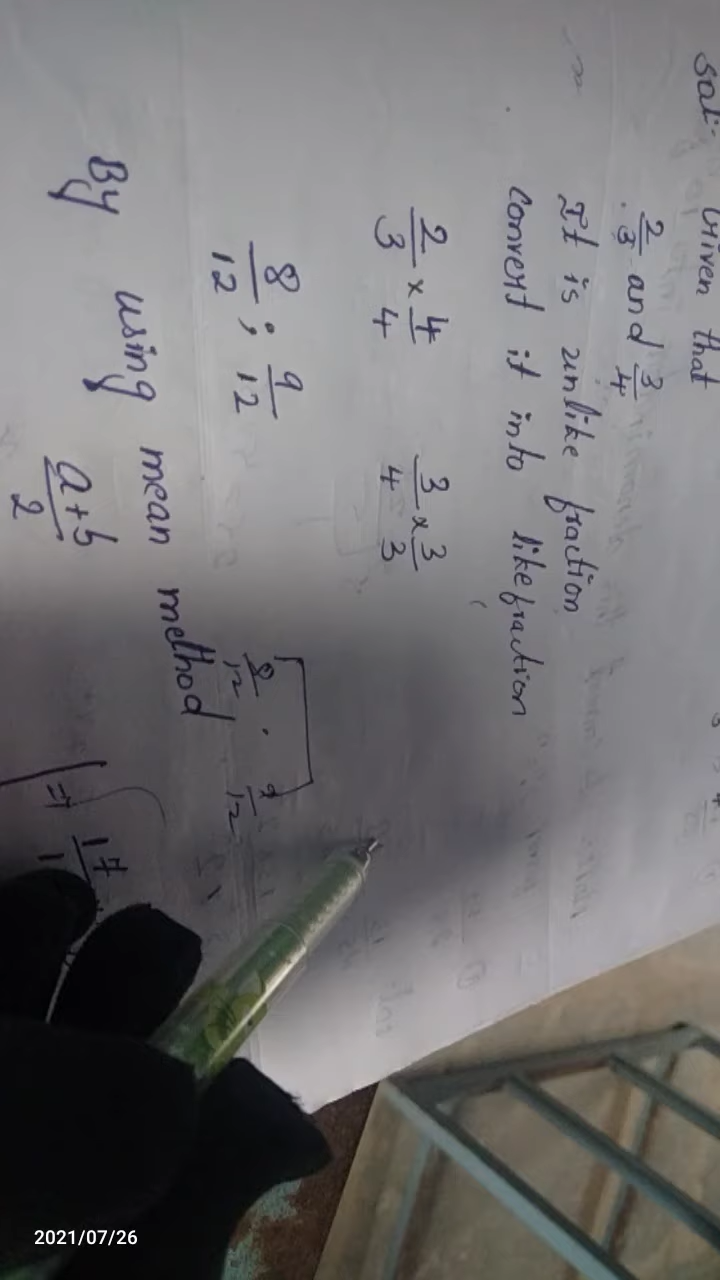 Sol:- Given that
2/3 and 3/4
It is unlike fraction
convert it into like fraction
2/3 × 4/4 3/4 × 3/3
8/12 ; 9/12
By using mean method
a+b/2
2021/07/26